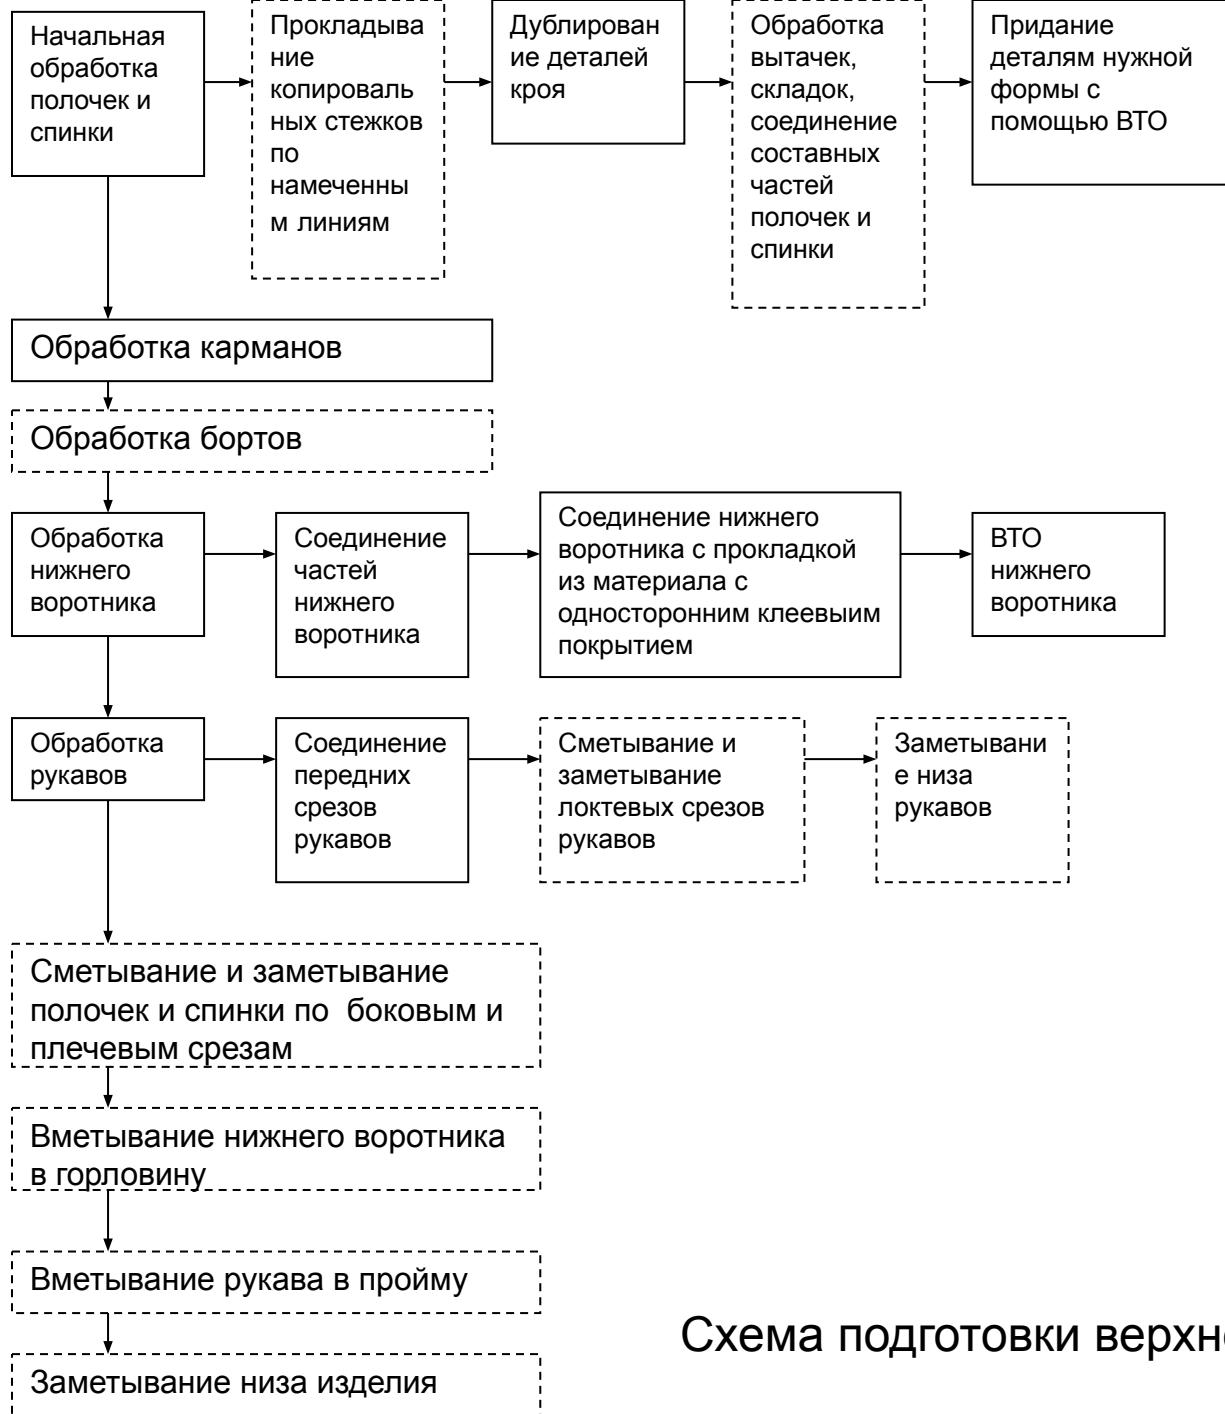 Начальная
обработка
полочек и
спинки
Прокладыва
ние
копироваль
ных стежков
по
намеченны
м линиям
Дублирован
ие деталей
кроя
Обработка
вытачек,
складок,
соединение
составных
частей
полочек и
спинки
Придание
деталям нужной
формы с
помощью ВТО
Обработка карманов
Обработка бортов
Обработка
нижнего
воротника
Соединение
частей
нижнего
воротника
Соединение нижнего
воротника с прокладкой
из материала с
односторонним клеевыим
покрытием
ВТО
нижнего
воротника
Обработка
рукавов
Соединение
передних
срезов
рукавов
Сметывание и
заметывание
локтевых срезов
рукавов
Заметывани
е низа
рукавов
Сметывание и заметывание
полочек и спинки по  боковым и
плечевым срезам
Вметывание нижнего воротника
в горловину
Вметывание рукава в пройму
Схема подготовки верхн
Заметывание низа изделия